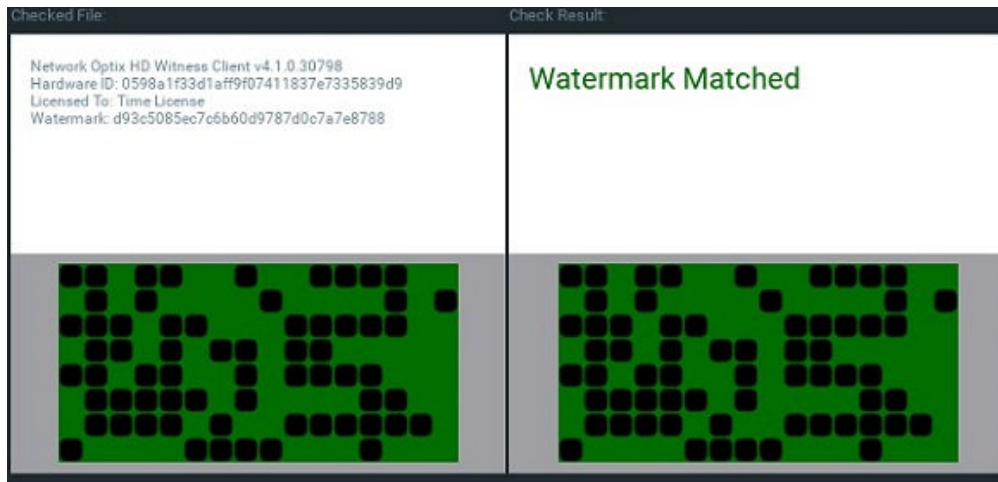 Checked File:
Check Result:
Network Optix HD Witness Client v4.1.0.30798
Hardware ID: 0598a1f33d1aff9f07411837e7335839d9
Licensed To: Time License
Watermark: d93c5085ec7c6b60d9787d0c7a7e8788
Watermark Matched